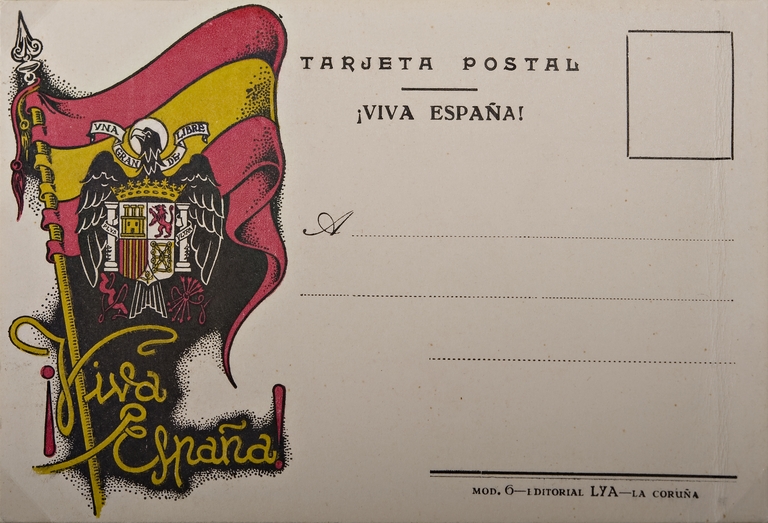 TARJETA POSTAL
¡VIVA ESPAÑA!
UNA GRANDE LIBRE
A
¡Viva
España!
MOD. 6—EDITORIAL LYA—LA CORUÑA